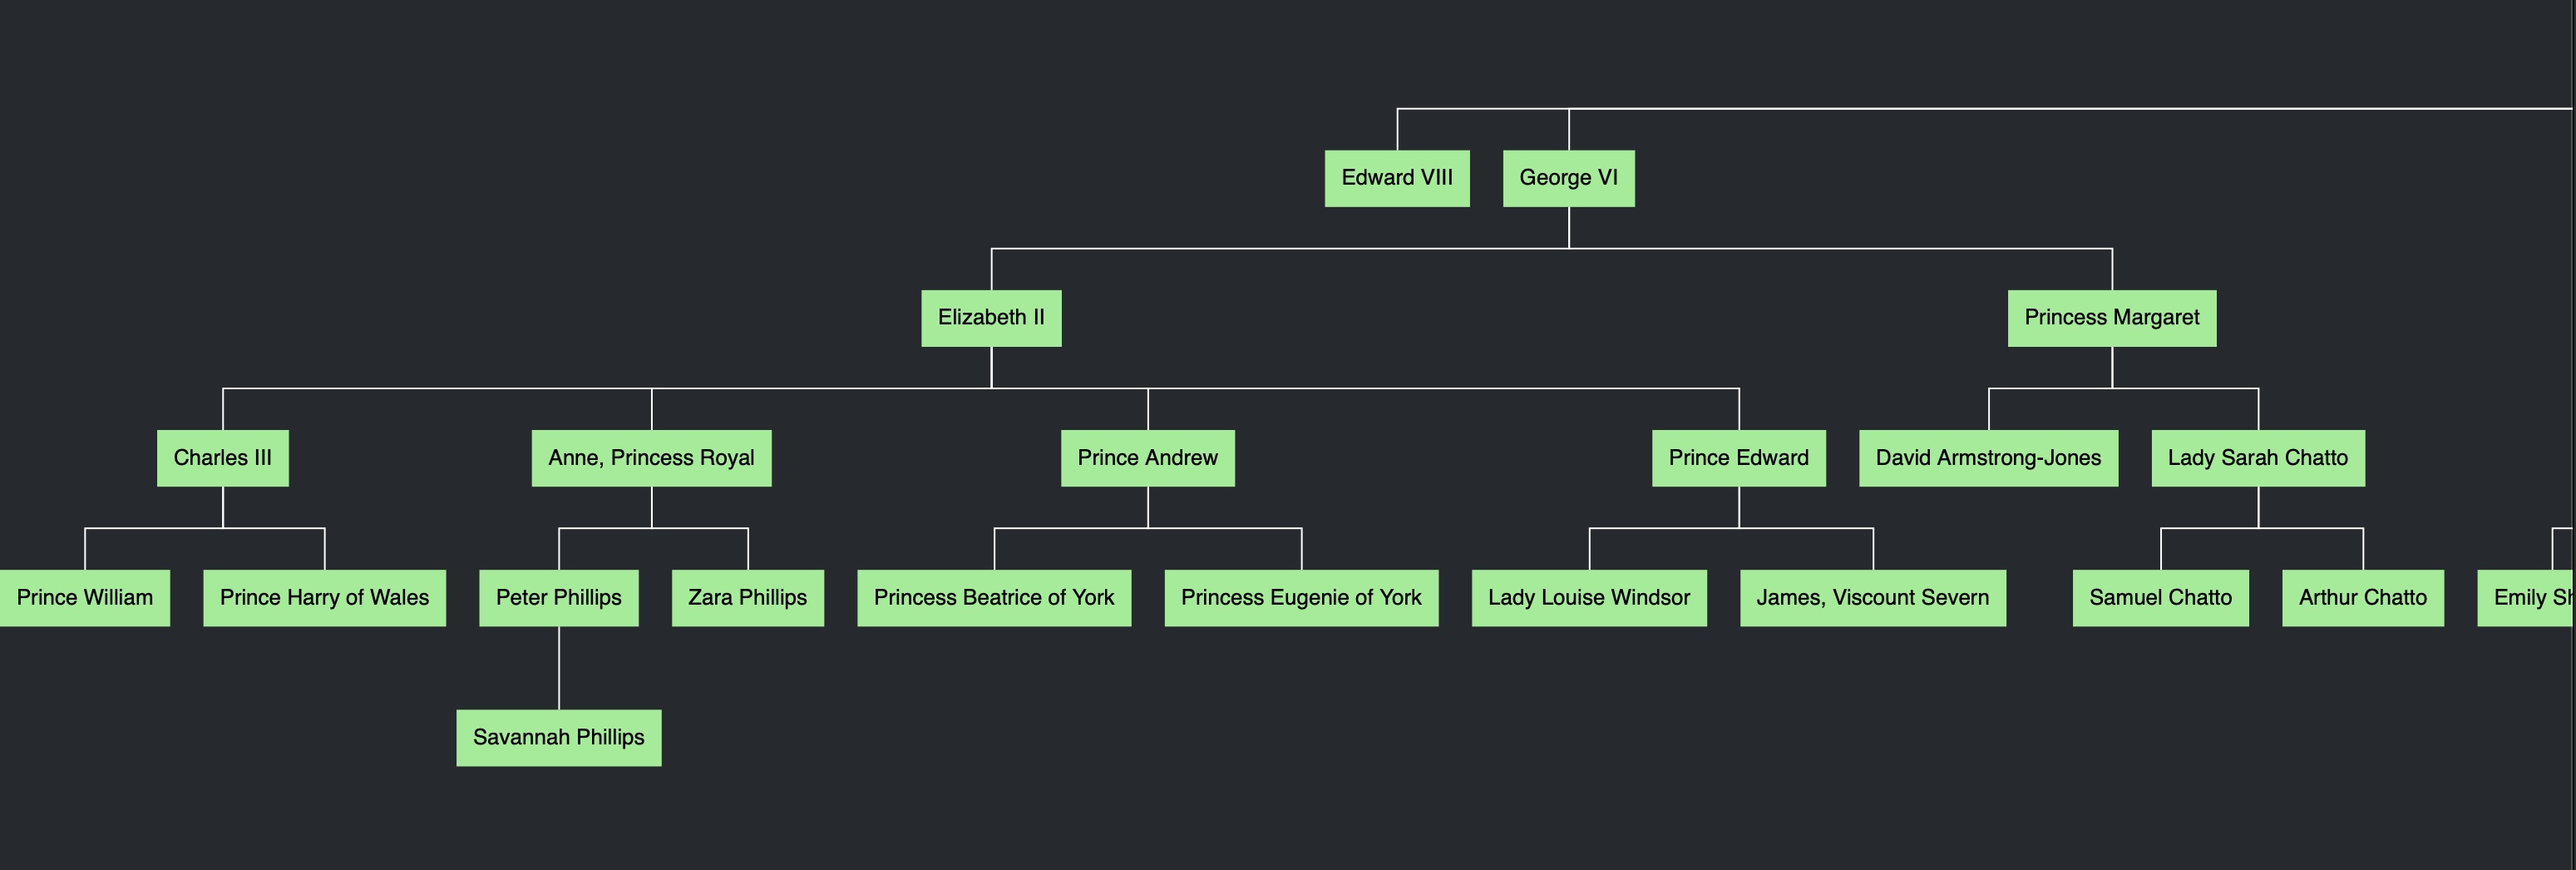 Edward VIII
George VI
Elizabeth II
Princess Margaret
Charles III
Anne, Princess Royal
Prince Andrew
Prince Edward
David Armstrong-Jones
Lady Sarah Chatto
Prince William
Prince Harry of Wales
Peter Phillips
Zara Phillips
Princess Beatrice of York
Princess Eugenie of York
Lady Louise Windsor
James, Viscount Severn
Samuel Chatto
Arthur Chatto
Emily
Savannah Phillips